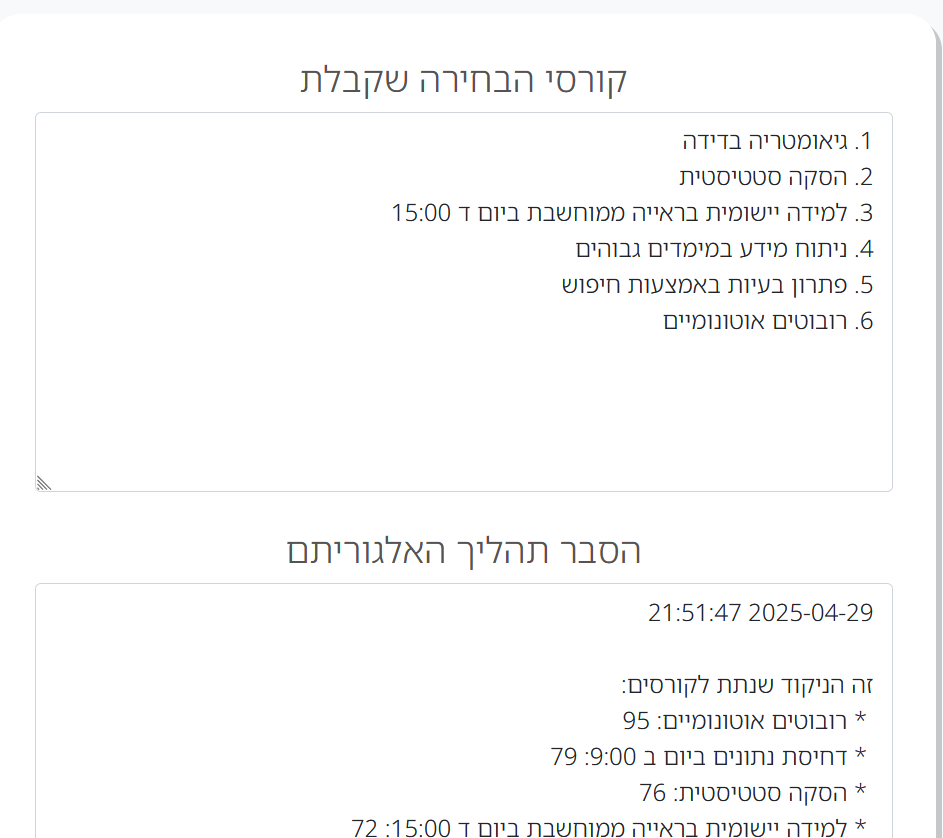 קורסי הבחירה שקבלת
1. גיאומטריה בדידה
2. הסקה סטטיסטית
3. למידה יישומית בראייה ממוחשבת ביום ד 15:00
4. ניתוח מידע במימדים גבוהים
5. פתרון בעיות באמצעות חיפוש
6. רובוטים אוטונומיים
הסבר תהליך האלגוריתם
2025-04-29 21:51:47
זה הניקוד שנתת לקורסים:
* רובוטים אוטונומיים: 95
* דחיסת נתונים ביום ב 9:00: 79
* הסקה סטטיסטית: 76
* למידה יישומית בראייה ממוחשבת ביום ד 15:00: 72